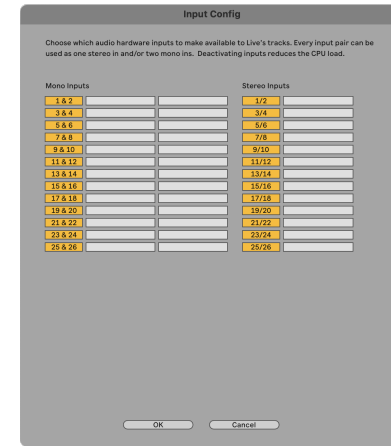 Input Config
Choose which audio hardware inputs to make available to Live's tracks. Every input pair can be
used as one stereo in and/or two mono ins.  Deactivating inputs reduces the CPU load.
Mono Inputs
Stereo Inputs
1 & 2
1/2
3 & 4
3/4
5 & 6
5/6
7 & 8
7/8
9 & 10
9/10
11 & 12
11/12
13 & 14
13/14
15 & 16
15/16
17 & 18
17/18
19 & 20
19/20
21 & 22
21/22
23 & 24
23/24
25 & 26
25/26
OK
Cancel